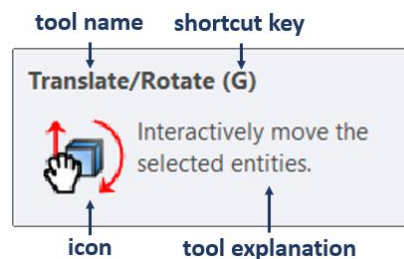 tool name shortcut key
Translate/Rotate (G)
Interactively move the
selected entities.
icon tool explanation